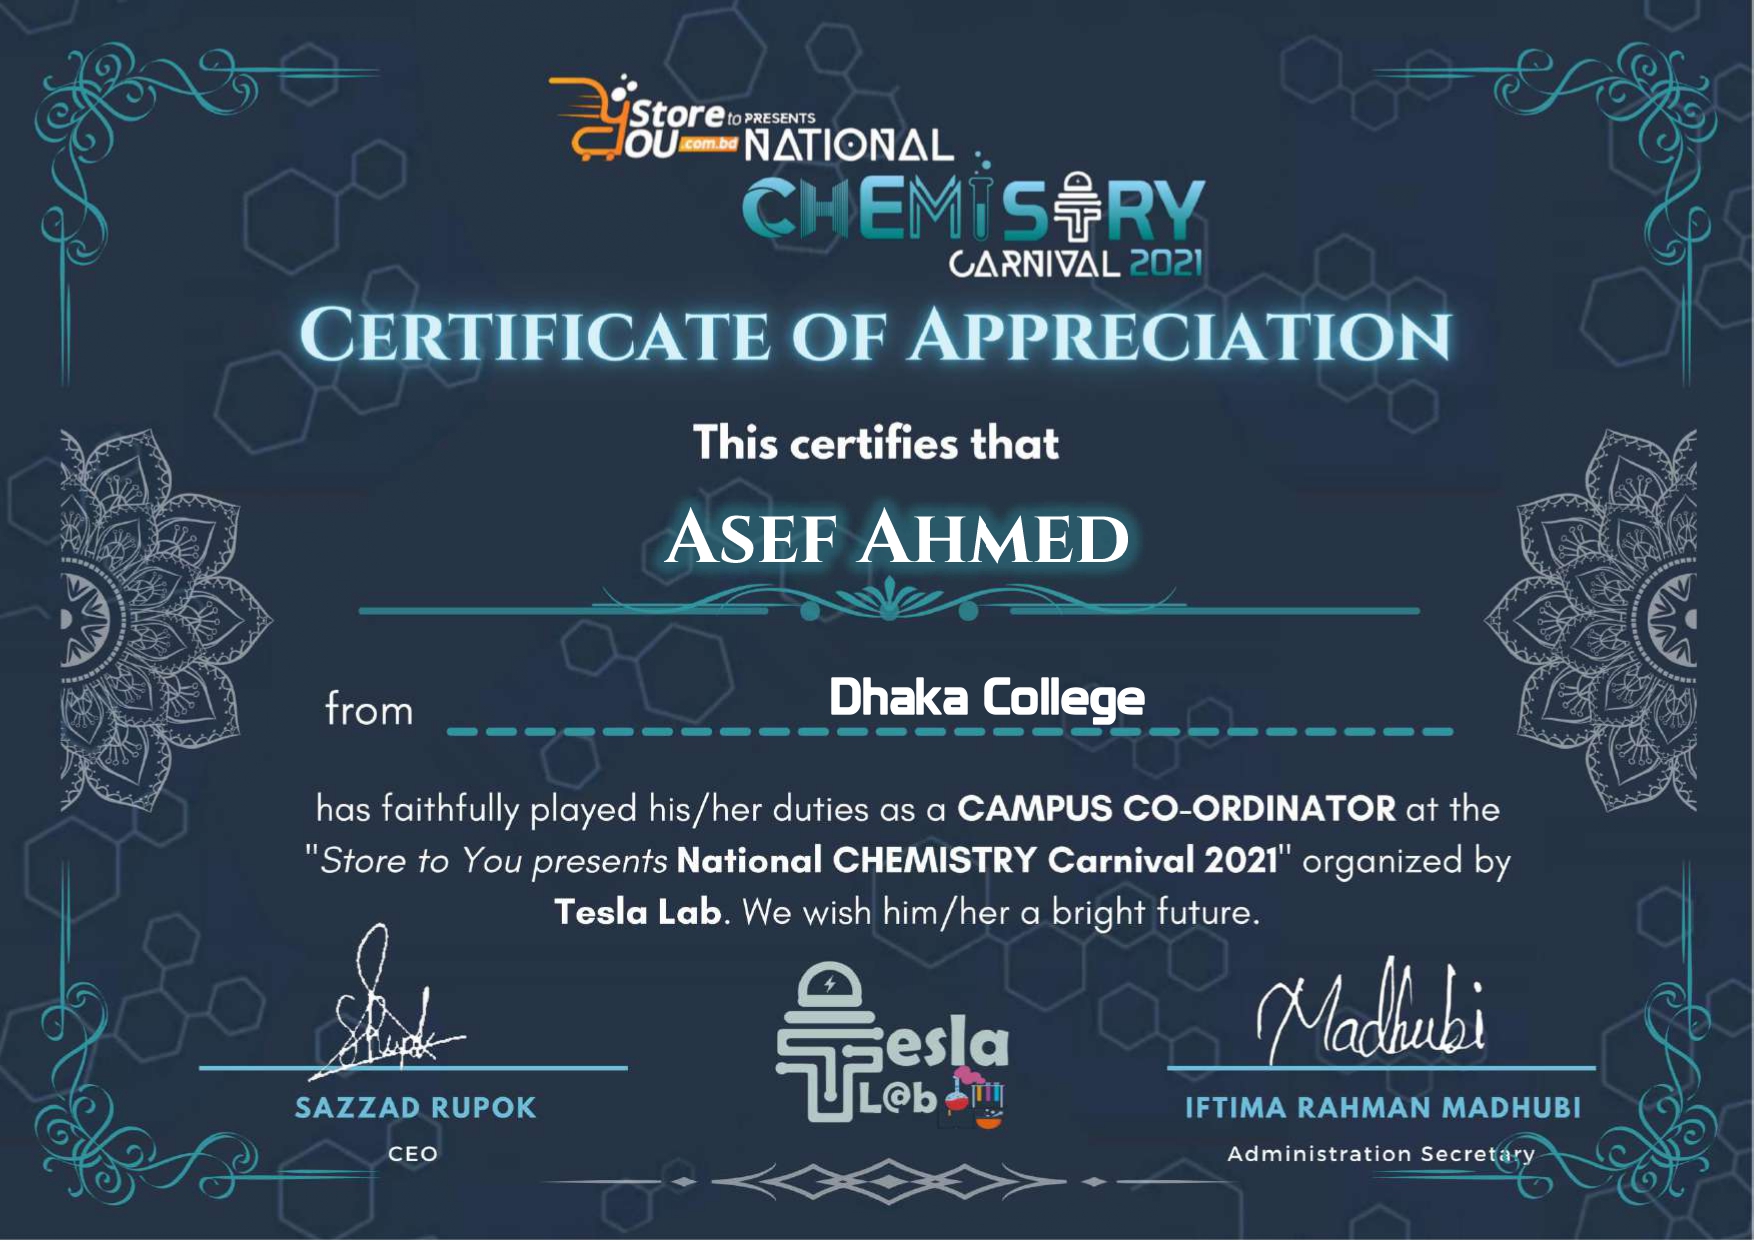 Store to PRESENTS
YOU .com.bd NATIONAL
CHEMISTRY
CARNIVAL 2021
CERTIFICATE OF APPRECIATION
This certifies that
ASEF AHMED
from Dhaka College
has faithfully played his/her duties as a CAMPUS CO-ORDINATOR at the
"Store to You presents National CHEMISTRY Carnival 2021" organized by
Tesla Lab. We wish him/her a bright future.
Rupok
Madhubi
Tesla
L@b
SAZZAD RUPOK
CEO
IFTIMA RAHMAN MADHUBI
Administration Secretary